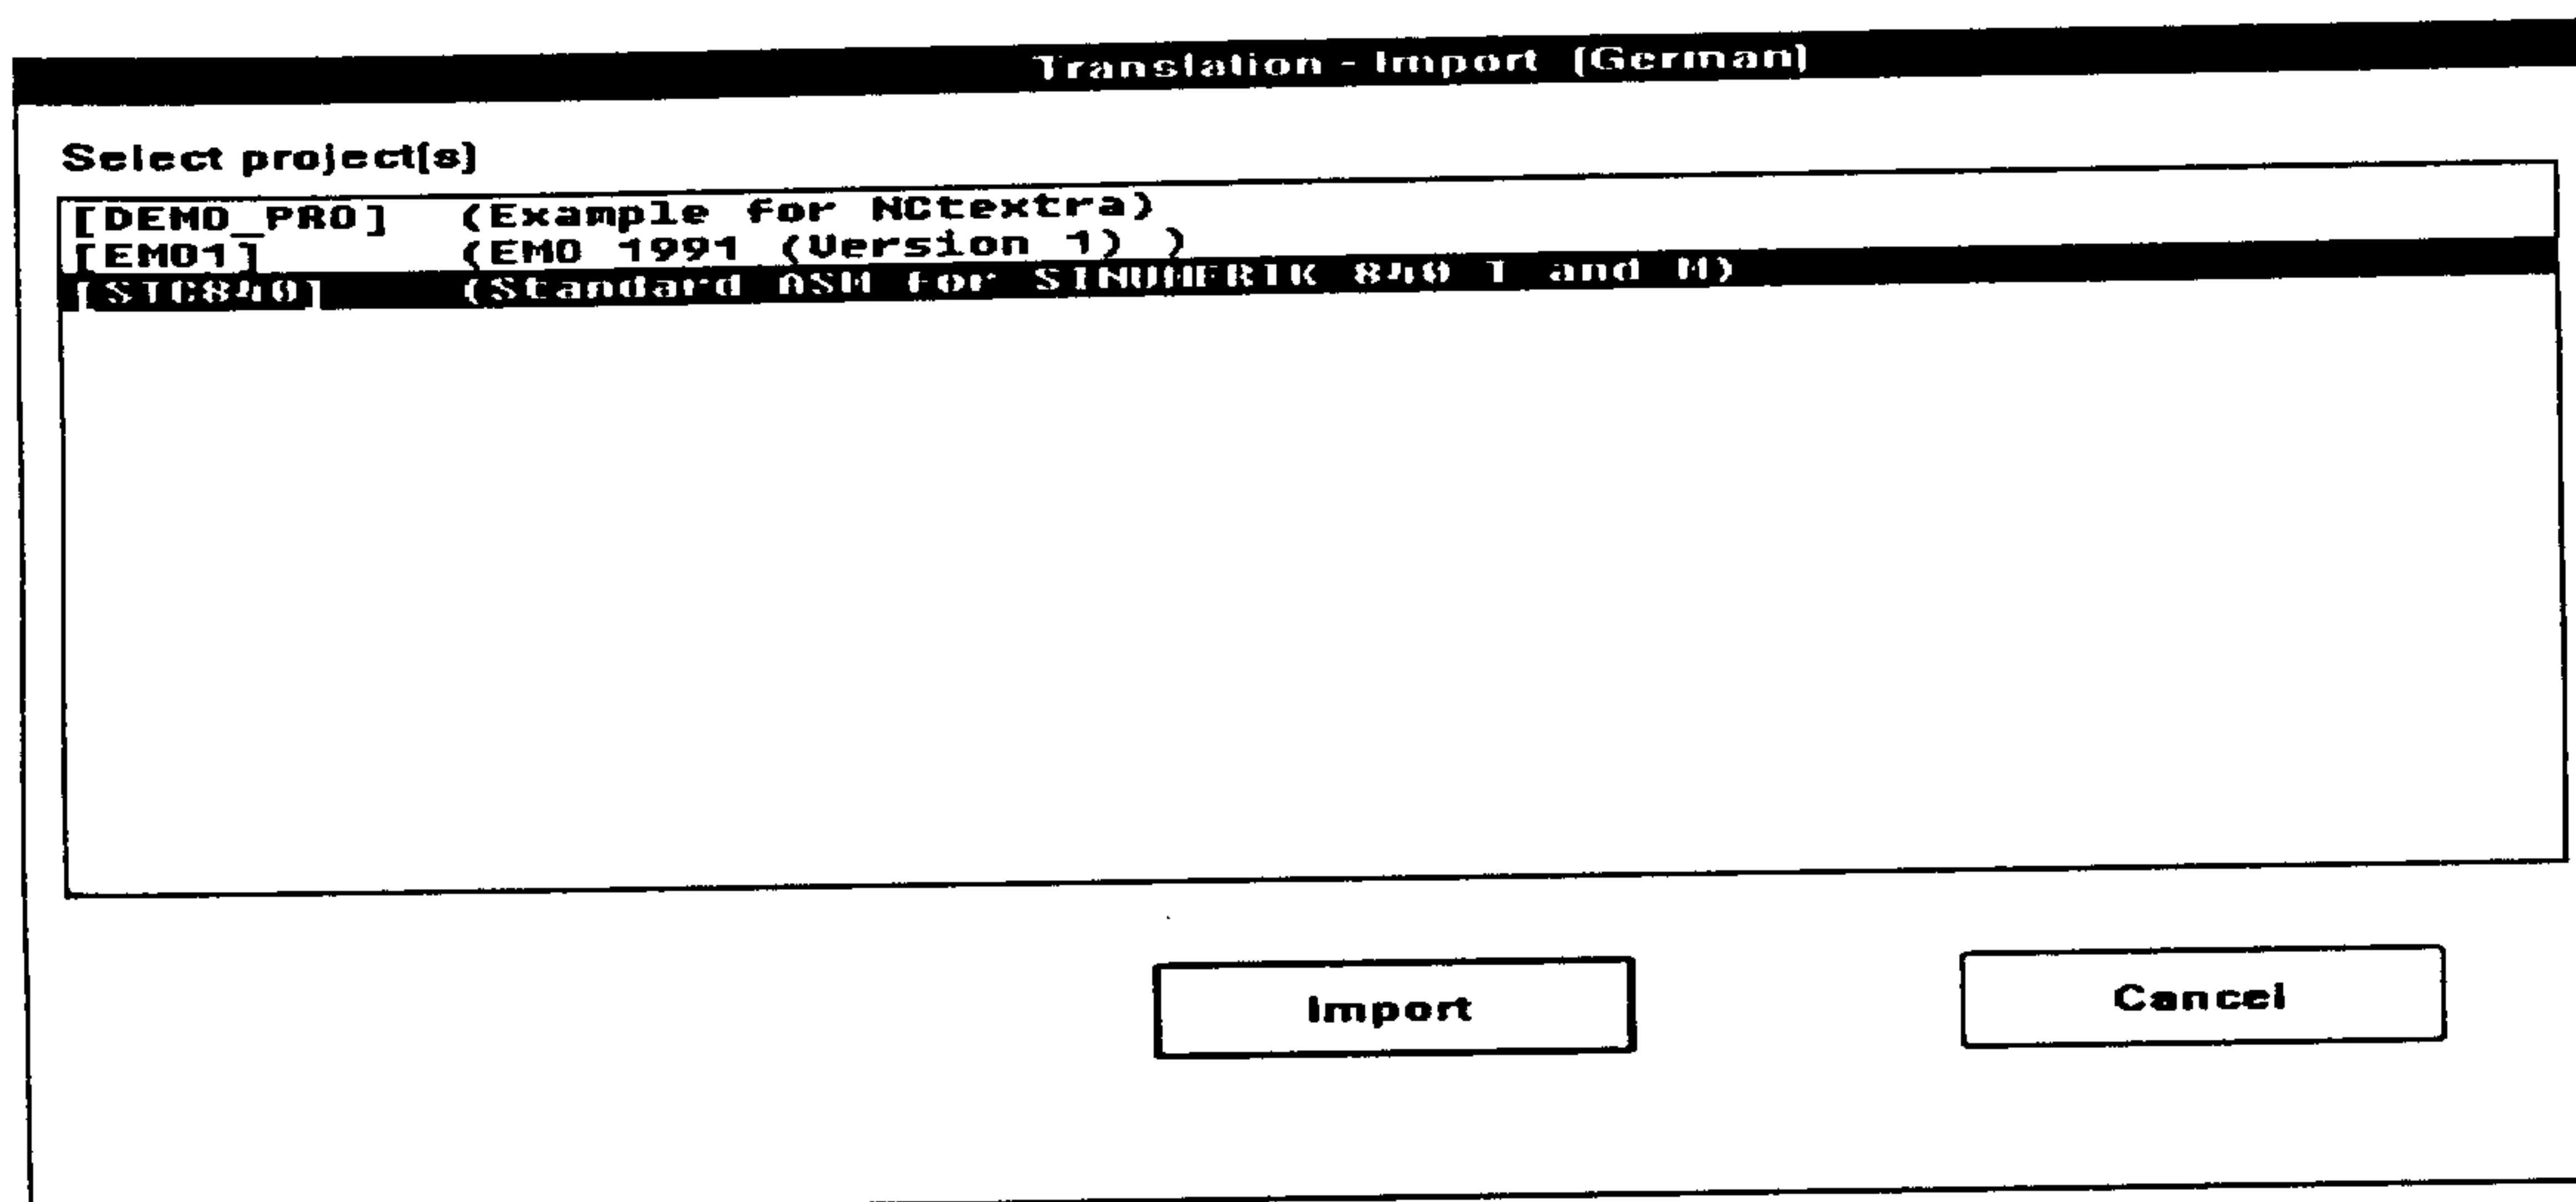 Translation - Import (German)
Select project(s)
[DEMO_PRO] (Example for NCtextra)
[EMO1] (EMO 1991 (Version 1) )
[STC840] (Standard ASM for SINUMERIK 840 T and M)
Import
Cancel